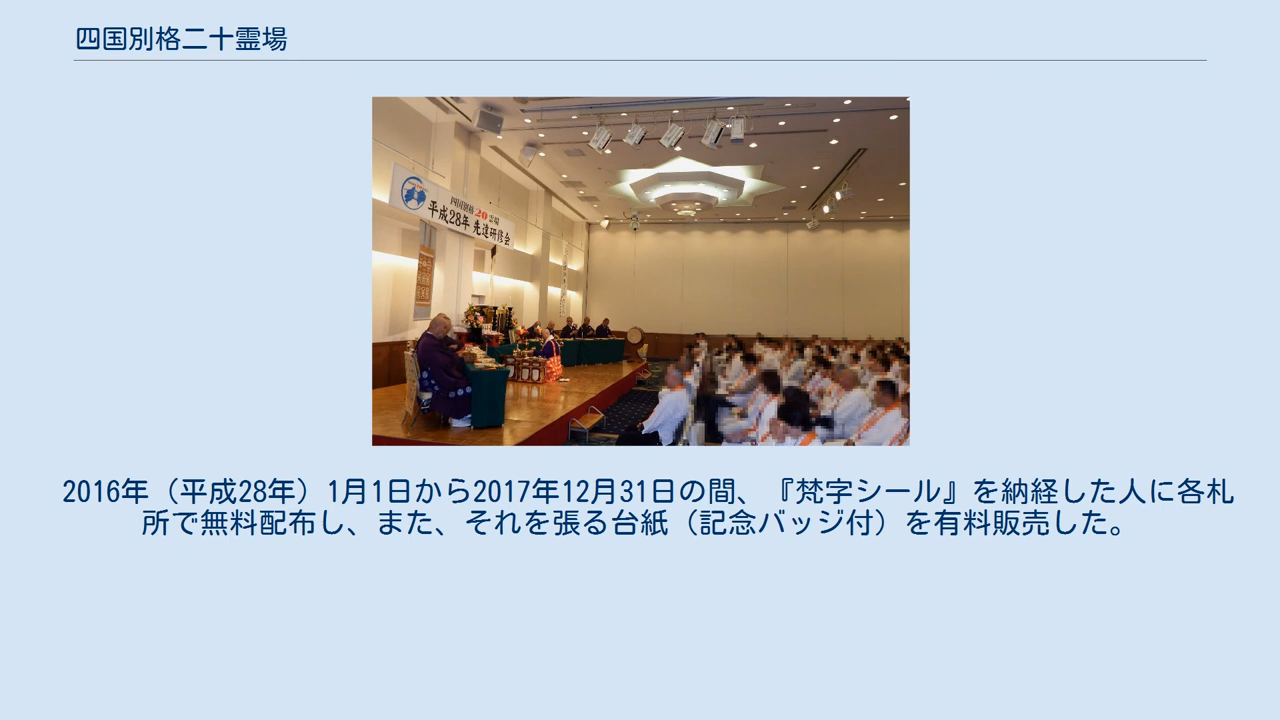 四国別格二十霊場
四国別格20霊場
平成28年 先達研修会
2016年（平成28年）1月1日から2017年12月31日の間、『梵字シール』を納経した人に各札
所で無料配布し、また、それを張る台紙（記念バッジ付）を有料販売した。